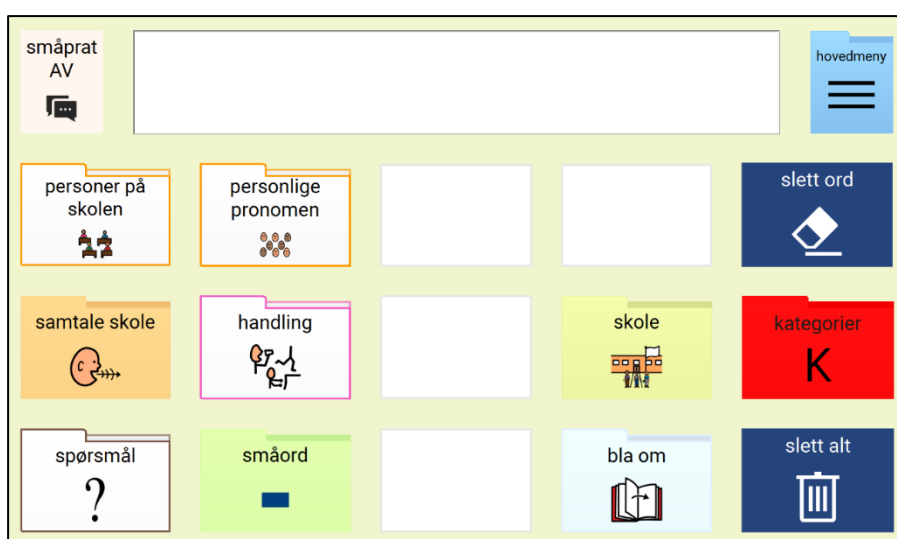 småprat
AV
hovedmeny
personer på
skolen
personlige
pronomen
slett ord
samtale skole
handling
skole
kategorier
K
spørsmål
?
småord
bla om
slett alt